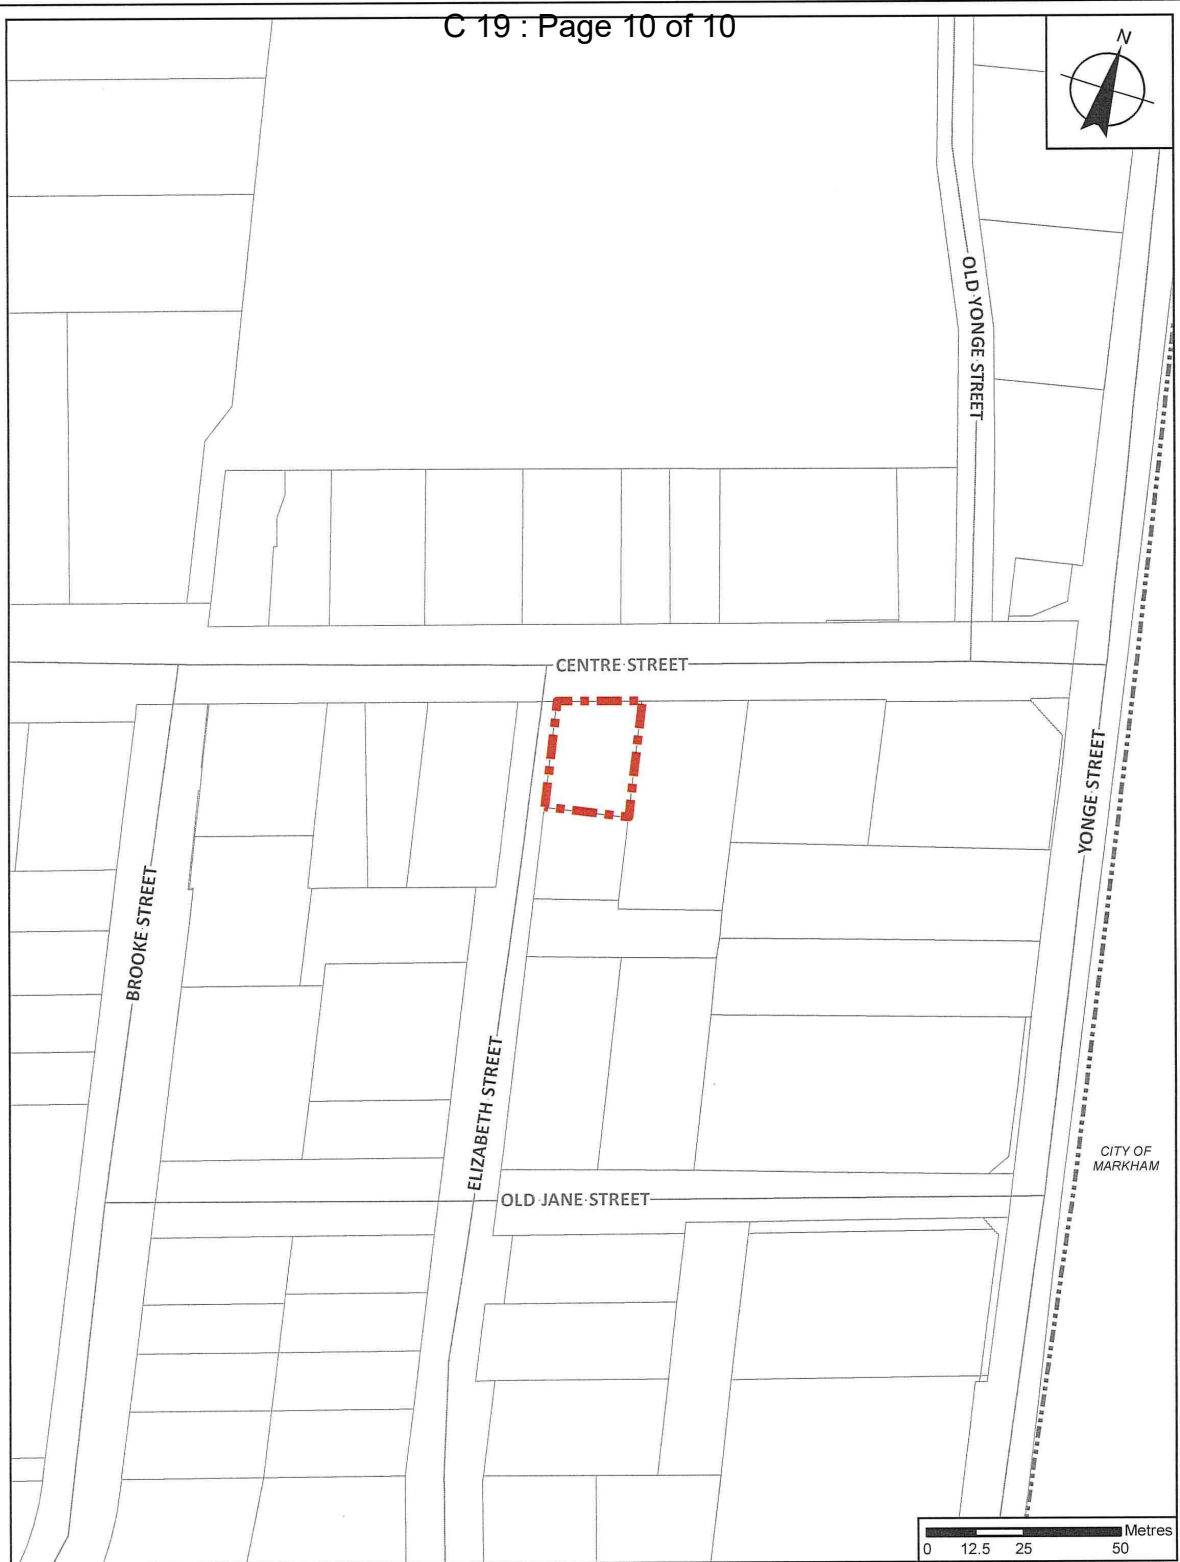 C 19 : Page 10 of 10
N
OLD YONGE STREET
CENTRE STREET
YONGE STREET
BROOKE STREET
ELIZABETH STREET
CITY OF
MARKHAM
OLD JANE STREET
Metres
0 12.5 25 50